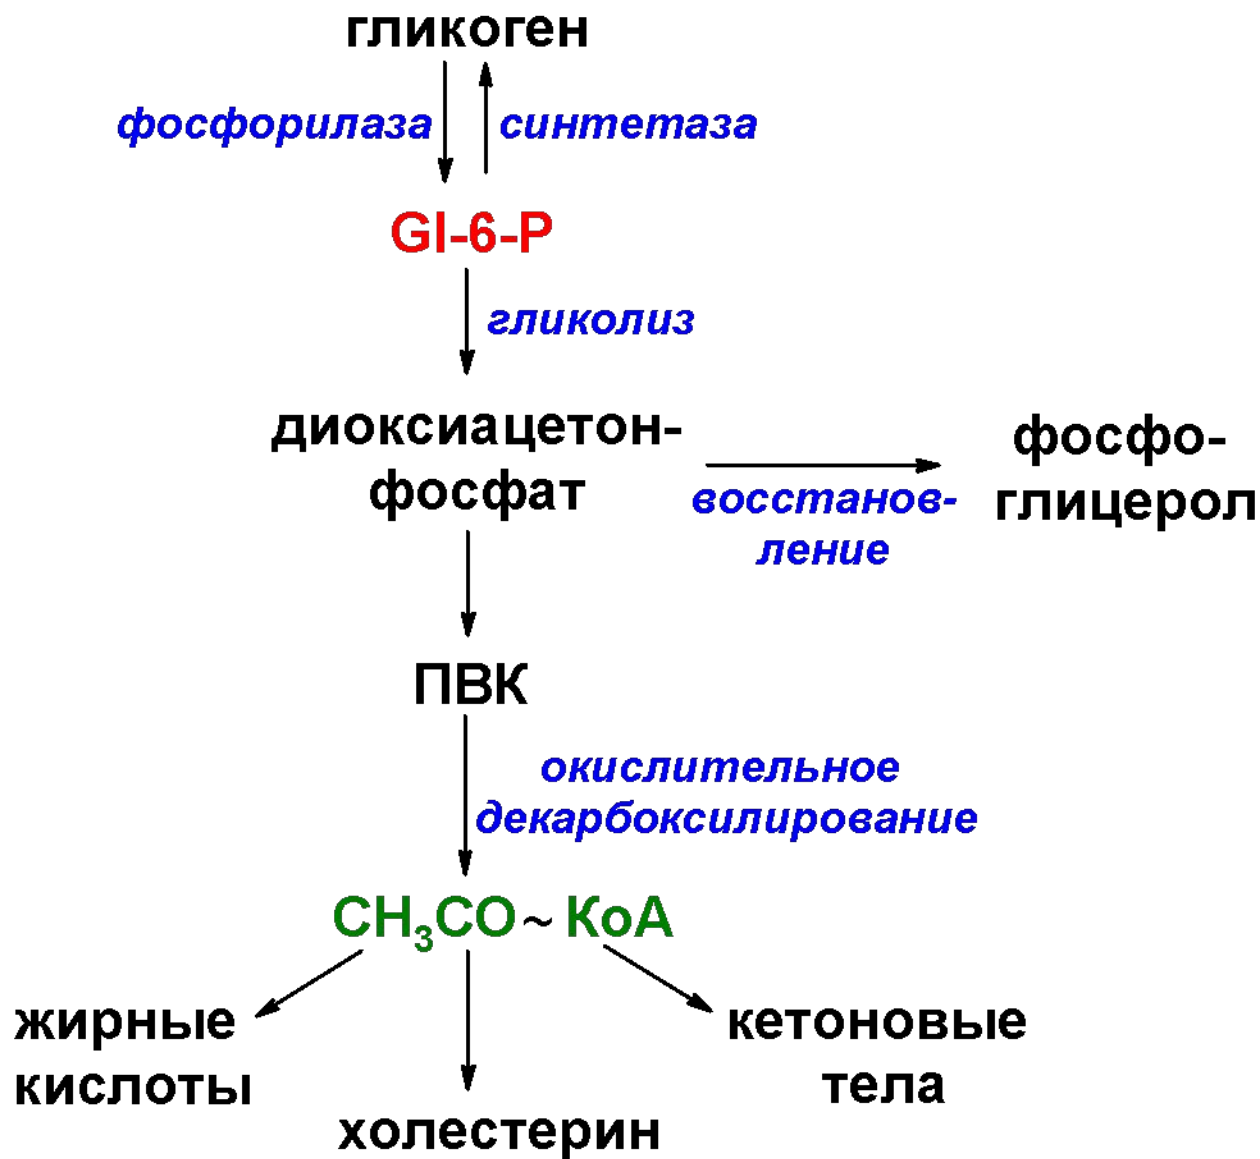 гликоген
фосфорилаза синтетаза
Gl-6-P
гликолиз
диоксиацетон-
фосфат
фосфо-
глицерол
восстанов-
ление
ПВК
окислительное
декарбоксилирование
CH₃CO ~ КоА
жирные
кислоты
кетоновые
тела
холестерин